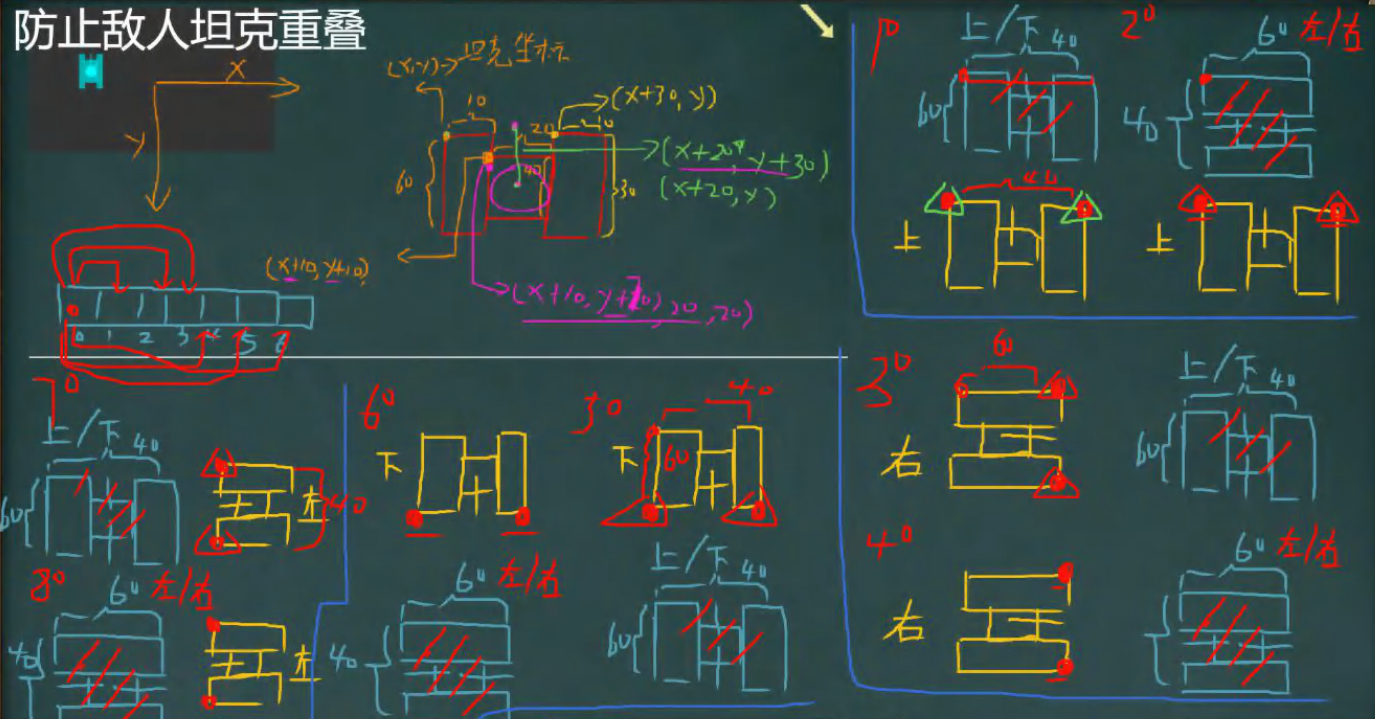 防止敌人坦克重叠
X
y
(x,y)→坦克坐标
10
20
10
(x+30, y)
60
40
30
(x+20, y+30)
(x+20, y)
(x+10, y+10)
(x+10, y+10), 20, 20)
0 1 2 3 4 5 6
1°
上/下 40
60
上
40
2°
60 左/右
40
上
3°
60
右
上/下 40
60
4°
右
60 左/右
40
5°
40
60
下
上/下 40
60
6°
下
60 左/右
40
7°
上/下 40
60
左
40
8°
60 左/右
40
左